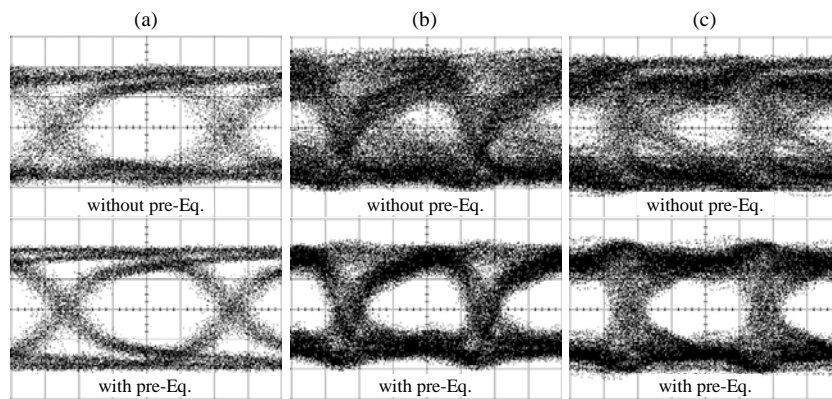 (a) (b) (c)
without pre-Eq. without pre-Eq. without pre-Eq.
with pre-Eq. with pre-Eq. with pre-Eq.